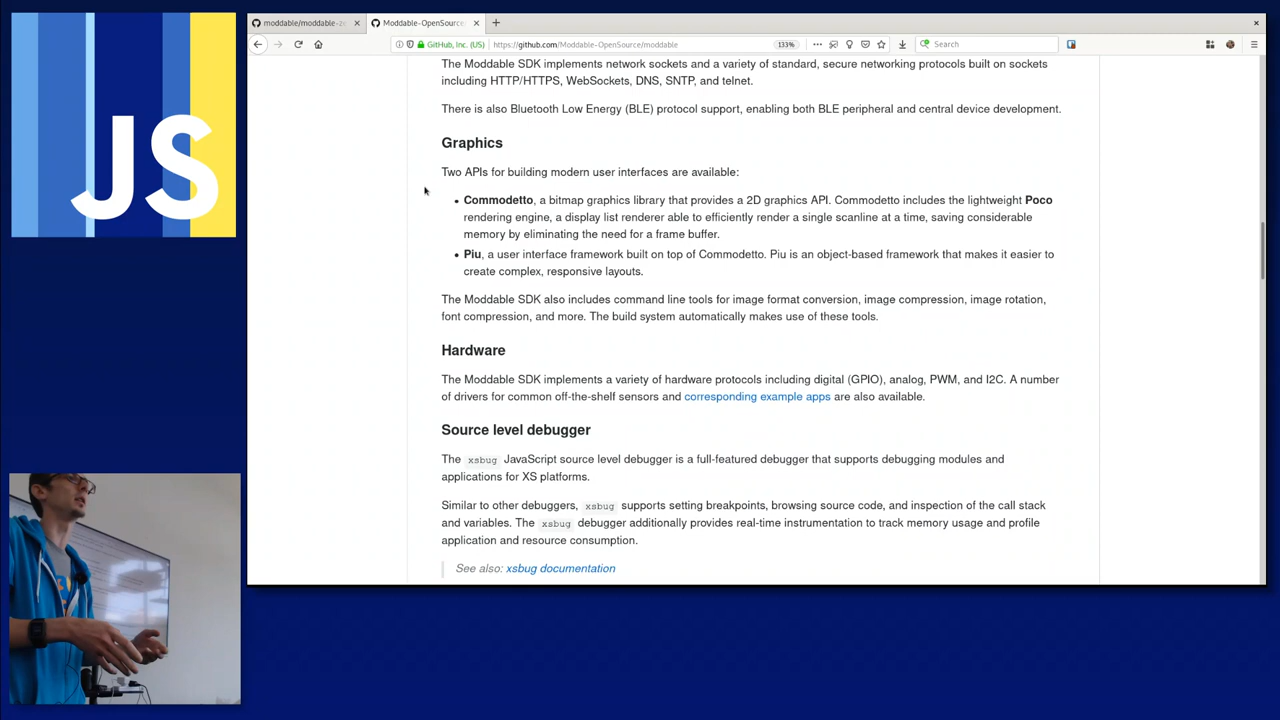 JS
moddable/moddable-ze
Moddable-OpenSource/
GitHub, Inc. (US)
https://github.com/Moddable-OpenSource/moddable
133%
Search
The Moddable SDK implements network sockets and a variety of standard, secure networking protocols built on sockets
including HTTP/HTTPS, WebSockets, DNS, SNTP, and telnet.
There is also Bluetooth Low Energy (BLE) protocol support, enabling both BLE peripheral and central device development.
Graphics
Two APIs for building modern user interfaces are available:
• Commodetto, a bitmap graphics library that provides a 2D graphics API. Commodetto includes the lightweight Poco
rendering engine, a display list renderer able to efficiently render a single scanline at a time, saving considerable
memory by eliminating the need for a frame buffer.
• Piu, a user interface framework built on top of Commodetto. Piu is an object-based framework that makes it easier to
create complex, responsive layouts.
The Moddable SDK also includes command line tools for image format conversion, image compression, image rotation,
font compression, and more. The build system automatically makes use of these tools.
Hardware
The Moddable SDK implements a variety of hardware protocols including digital (GPIO), analog, PWM, and I2C. A number
of drivers for common off-the-shelf sensors and corresponding example apps are also available.
Source level debugger
The xsbug JavaScript source level debugger is a full-featured debugger that supports debugging modules and
applications for XS platforms.
Similar to other debuggers, xsbug supports setting breakpoints, browsing source code, and inspection of the call stack
and variables. The xsbug debugger additionally provides real-time instrumentation to track memory usage and profile
application and resource consumption.
See also: xsbug documentation